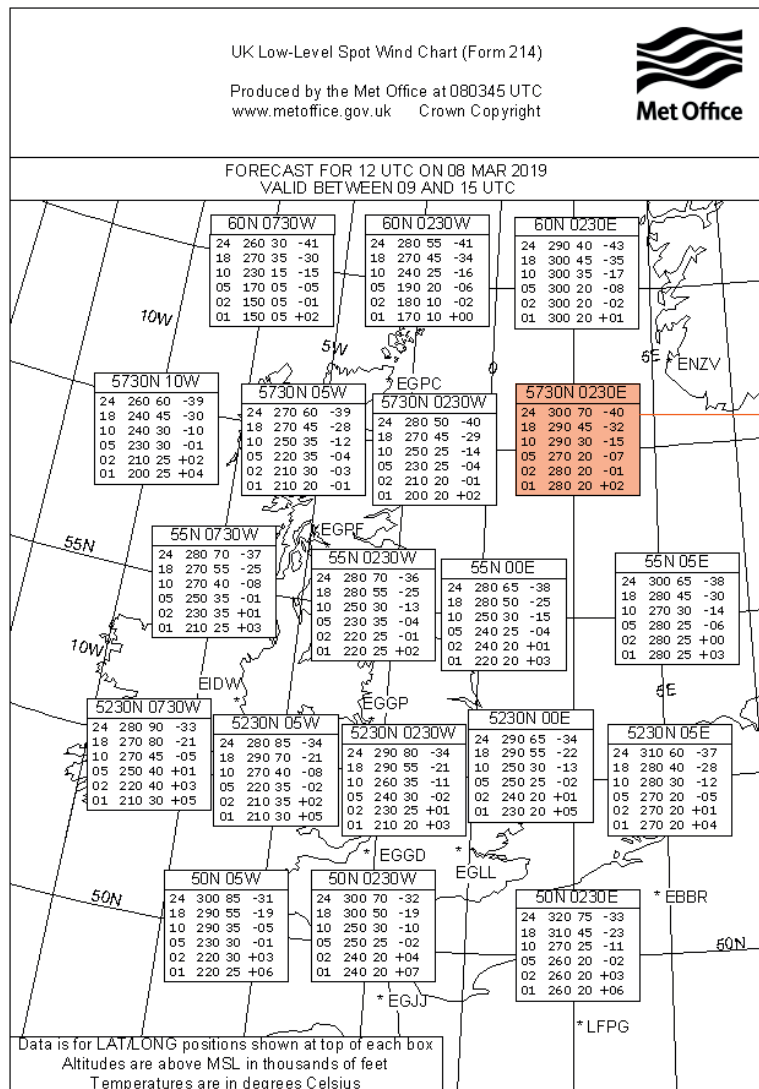 UK Low-Level Spot Wind Chart (Form 214)
Produced by the Met Office at 080345 UTC
www.metoffice.gov.uk Crown Copyright
Met Office
FORECAST FOR 12 UTC ON 08 MAR 2019
VALID BETWEEN 09 AND 15 UTC
60N 0730W
24 260 30 -41
18 270 35 -30
10 230 15 -15
05 170 05 -05
02 150 05 -01
01 150 05 +02
60N 0230W
24 280 55 -41
18 270 45 -34
10 240 25 -16
05 190 20 -06
02 180 10 -02
01 170 10 +00
60N 0230E
24 290 40 -43
18 300 45 -35
10 300 35 -17
05 300 20 -08
02 300 20 -02
01 300 20 +01
10W
5W
5E
* ENZV
* EGPC
5730N 10W
24 260 60 -39
18 240 45 -30
10 240 30 -10
05 230 30 -01
02 210 25 +02
01 200 25 +04
5730N 05W
24 270 60 -39
18 270 45 -28
10 250 35 -12
05 220 35 -04
02 210 30 -03
01 210 20 -01
5730N 0230W
24 280 50 -40
18 270 45 -29
10 250 25 -14
05 230 25 -04
02 210 20 -01
01 200 20 +02
5730N 0230E
24 300 70 -40
18 290 45 -32
10 290 30 -15
05 270 20 -07
02 280 20 -01
01 280 20 +02
55N
* EGPF
55N 0730W
24 280 70 -37
18 270 55 -25
10 270 40 -08
05 250 35 -01
02 230 35 +01
01 210 25 +03
55N 0230W
24 280 70 -36
18 280 55 -25
10 250 30 -13
05 230 35 -04
02 220 25 -01
01 220 25 +02
55N 00E
24 280 65 -38
18 280 50 -25
10 250 30 -15
05 240 25 -04
02 240 20 +01
01 220 20 +03
55N 05E
24 300 65 -38
18 280 45 -30
10 270 30 -14
05 280 25 -06
02 280 25 +00
01 280 25 +03
10W
EIDW
*
EGGP
*
5E
5230N 0730W
24 280 90 -33
18 270 80 -21
10 270 45 -05
05 250 40 +01
02 220 40 +03
01 210 30 +05
5230N 05W
24 280 85 -34
18 290 70 -21
10 270 40 -08
05 220 35 -02
02 210 35 +02
01 210 30 +05
5230N 0230W
24 290 80 -34
18 290 55 -21
10 260 35 -11
05 240 30 -02
02 230 25 +01
01 210 20 +03
5230N 00E
24 290 65 -34
18 290 55 -22
10 250 30 -13
05 250 25 -02
02 240 20 +01
01 230 20 +05
5230N 05E
24 310 60 -37
18 280 40 -28
10 280 30 -12
05 270 20 -05
02 270 20 +01
01 270 20 +04
* EGGD
*
EGLL
50N
* EBBR
50N
50N 05W
24 300 85 -31
18 290 55 -19
10 290 35 -05
05 230 30 -01
02 220 30 +03
01 220 25 +06
50N 0230W
24 300 70 -32
18 300 50 -19
10 250 30 -10
05 250 25 -02
02 240 20 +04
01 240 20 +07
50N 0230E
24 320 75 -33
18 310 45 -23
10 270 25 -11
05 260 20 -02
02 260 20 +03
01 260 20 +06
* EGJJ
* LFPG
Data is for LAT/LONG positions shown at top of each box
Altitudes are above MSL in thousands of feet
Temperatures are in degrees Celsius